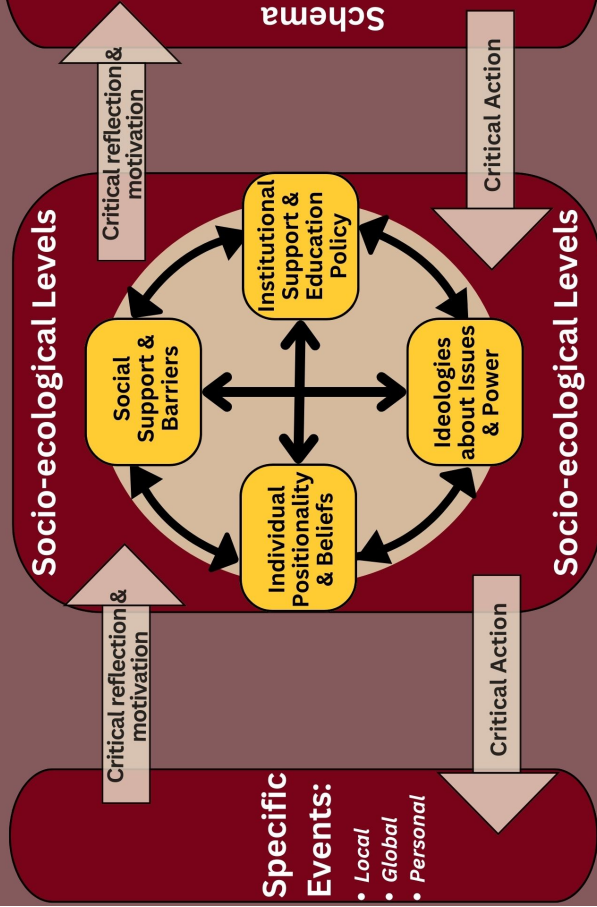 Specific
Events:
• Local
• Global
• Personal
Critical reflection &
motivation
Critical Action
Socio-ecological Levels
Social
Support &
Barriers
Individual
Positionality
& Beliefs
Institutional
Support &
Education
Policy
Ideologies
about Issues
& Power
Socio-ecological Levels
Critical reflection &
motivation
Critical Action
Schema